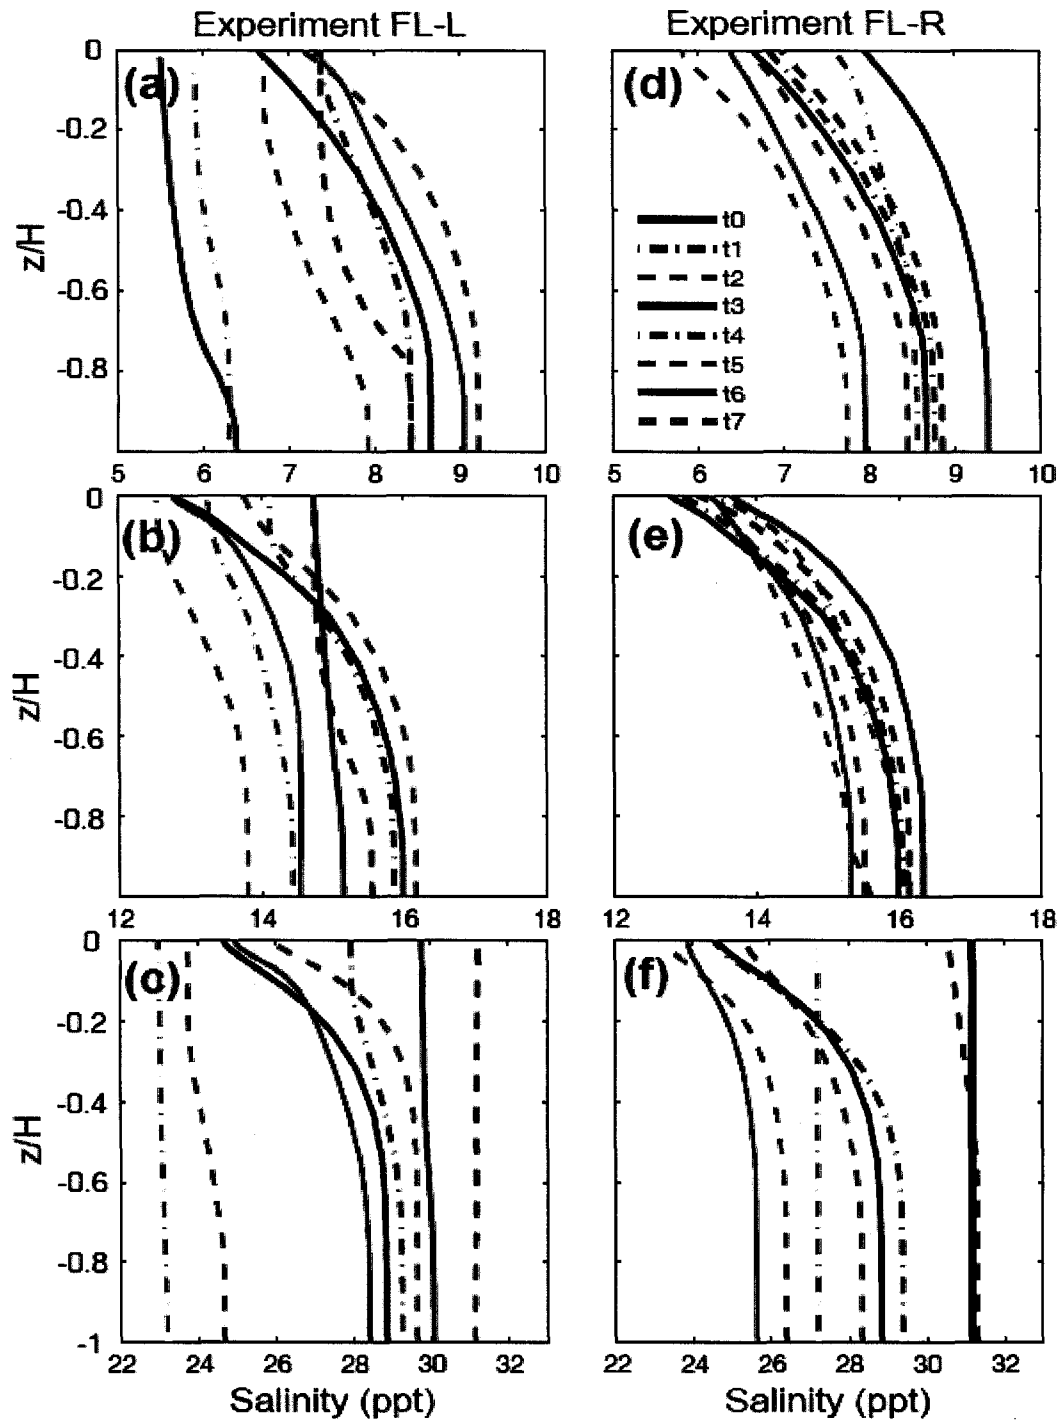 Experiment FL-L
Experiment FL-R
(a)
(d)
0
-0.2
-0.4
-0.6
-0.8
z/H
t0
t1
t2
t3
t4
t5
t6
t7
5 6 7 8 9 10
6 7 8 9 10
(b)
(e)
0
-0.2
-0.4
-0.6
-0.8
z/H
12 14 16 18
12 14 16 18
(c)
(f)
0
-0.2
-0.4
-0.6
-0.8
-1
z/H
22 24 26 28 30 32
22 24 26 28 30 32
Salinity (ppt)
Salinity (ppt)